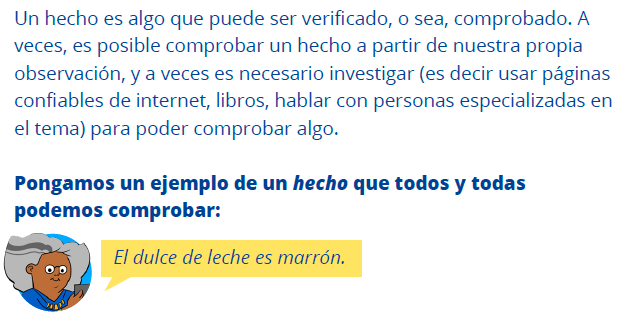 Un hecho es algo que puede ser verificado, o sea, comprobado. A
veces, es posible comprobar un hecho a partir de nuestra propia
observación, y a veces es necesario investigar (es decir usar páginas
confiables de internet, libros, hablar con personas especializadas en
el tema) para poder comprobar algo.
Pongamos un ejemplo de un hecho que todos y todas
podemos comprobar:
El dulce de leche es marrón.